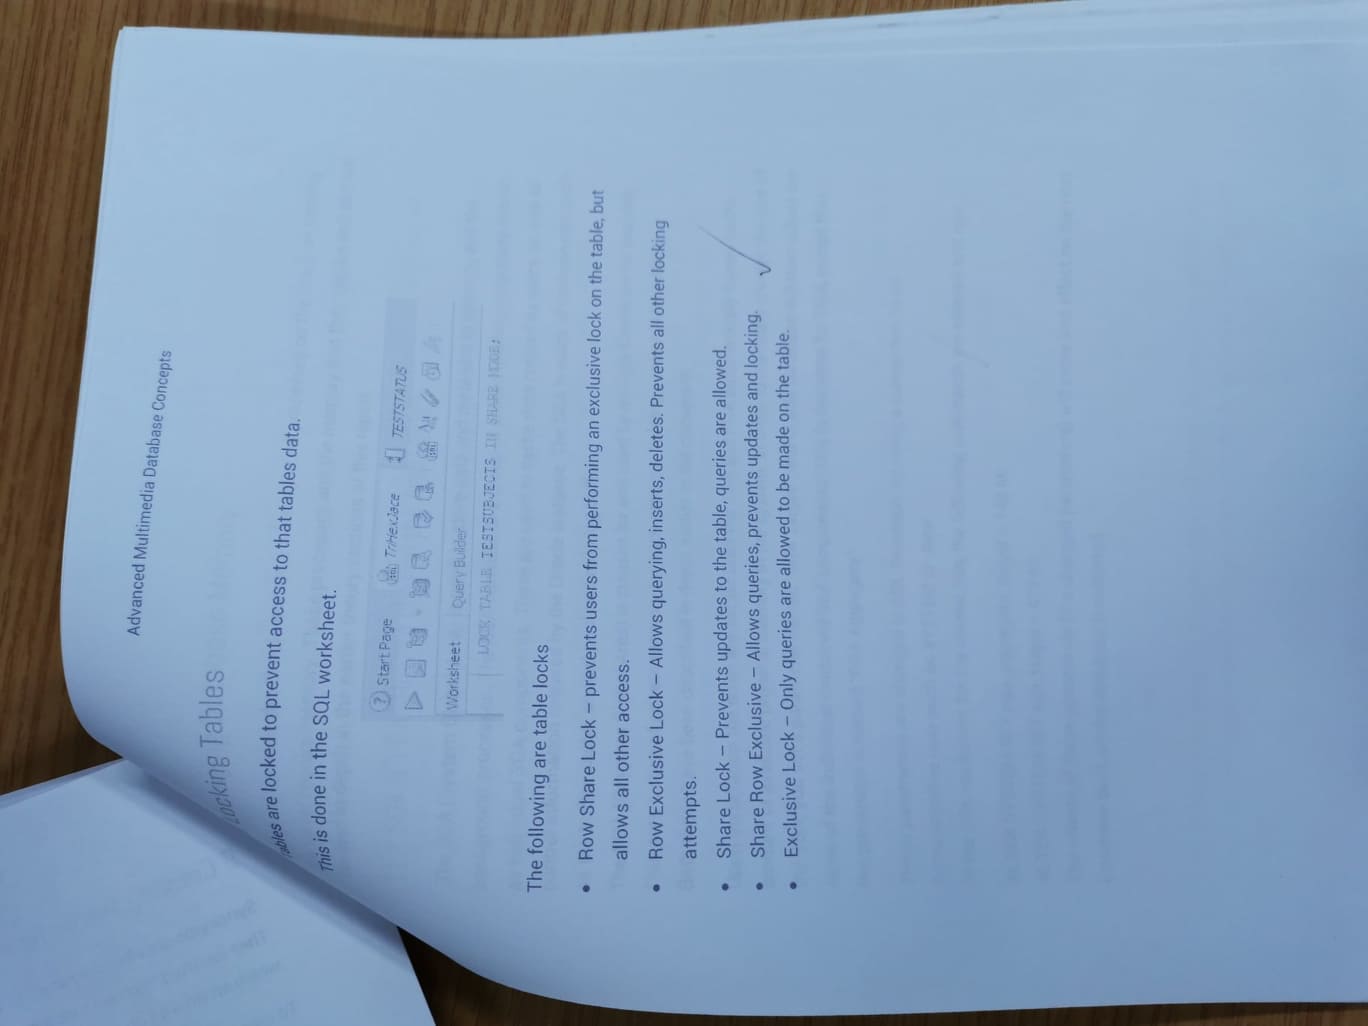 Advanced Multimedia Database Concepts
Locking Tables
Tables are locked to prevent access to that tables data.
This is done in the SQL worksheet.
Start Page TriHexJace TESTSTATUS
Worksheet Query Builder
LOCK TABLE TESTSUBJECTS IN SHARE MODE;
The following are table locks
• Row Share Lock – prevents users from performing an exclusive lock on the table, but
allows all other access.
• Row Exclusive Lock – Allows querying, inserts, deletes. Prevents all other locking
attempts.
• Share Lock – Prevents updates to the table, queries are allowed.
• Share Row Exclusive – Allows queries, prevents updates and locking.
• Exclusive Lock – Only queries are allowed to be made on the table.